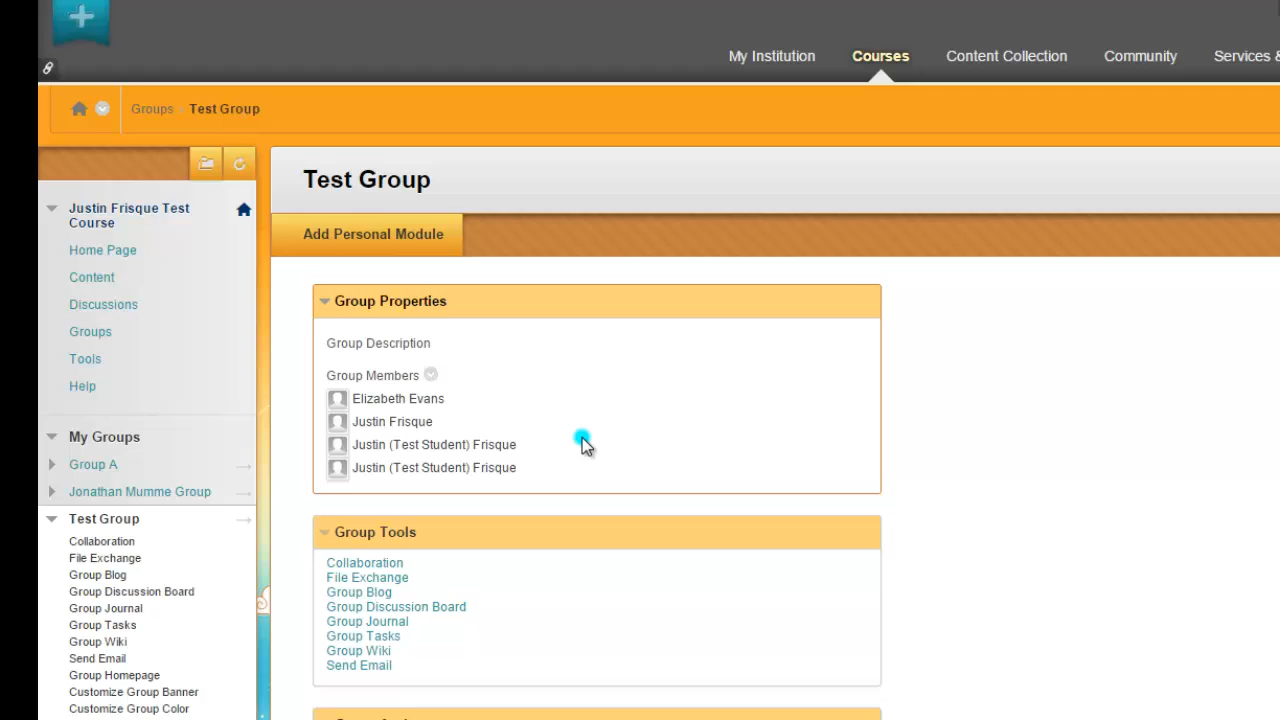 My Institution
Courses
Content Collection
Community
Services &
Groups
Test Group
Test Group
Add Personal Module
Justin Frisque Test
Course
Home Page
Content
Discussions
Groups
Tools
Help
My Groups
Group A
Jonathan Mumme Group
Test Group
Collaboration
File Exchange
Group Blog
Group Discussion Board
Group Journal
Group Tasks
Group Wiki
Send Email
Group Homepage
Customize Group Banner
Customize Group Color
Group Properties
Group Description
Group Members
Elizabeth Evans
Justin Frisque
Justin (Test Student) Frisque
Justin (Test Student) Frisque
Group Tools
Collaboration
File Exchange
Group Blog
Group Discussion Board
Group Journal
Group Tasks
Group Wiki
Send Email